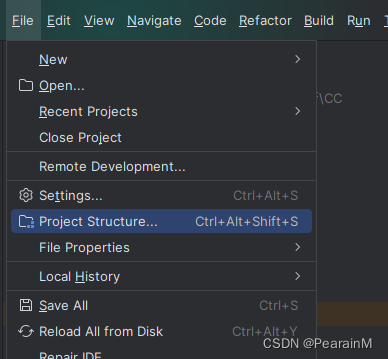 File Edit View Navigate Code Refactor Build Run
New
Open...
Recent Projects
Close Project
Remote Development...
Settings... Ctrl+Alt+S
Project Structure... Ctrl+Alt+Shift+S
File Properties
Local History
Save All Ctrl+S
Reload All from Disk Ctrl+Alt+Y
Repair IDE
\CC
CSDN @PearainM